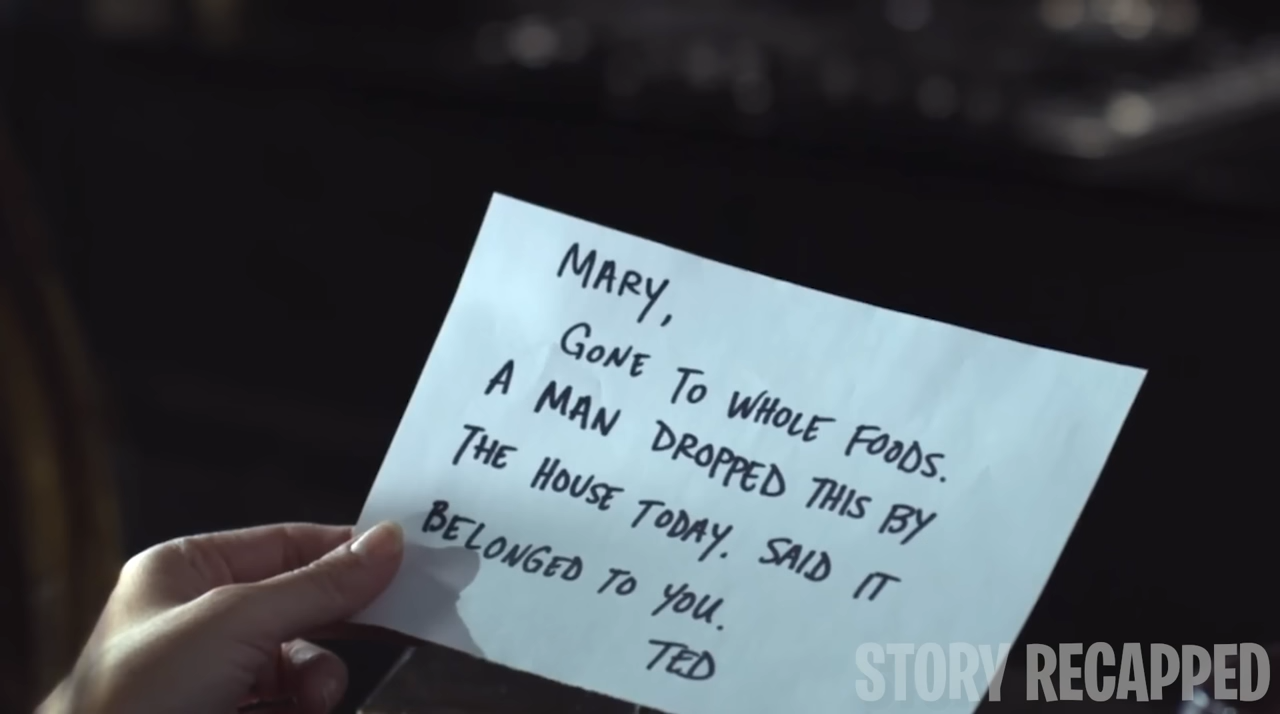 MARY,
GONE TO WHOLE FOODS.
A MAN DROPPED THIS BY
THE HOUSE TODAY. SAID IT
BELONGED TO YOU.
TED
STORY RECAPPED